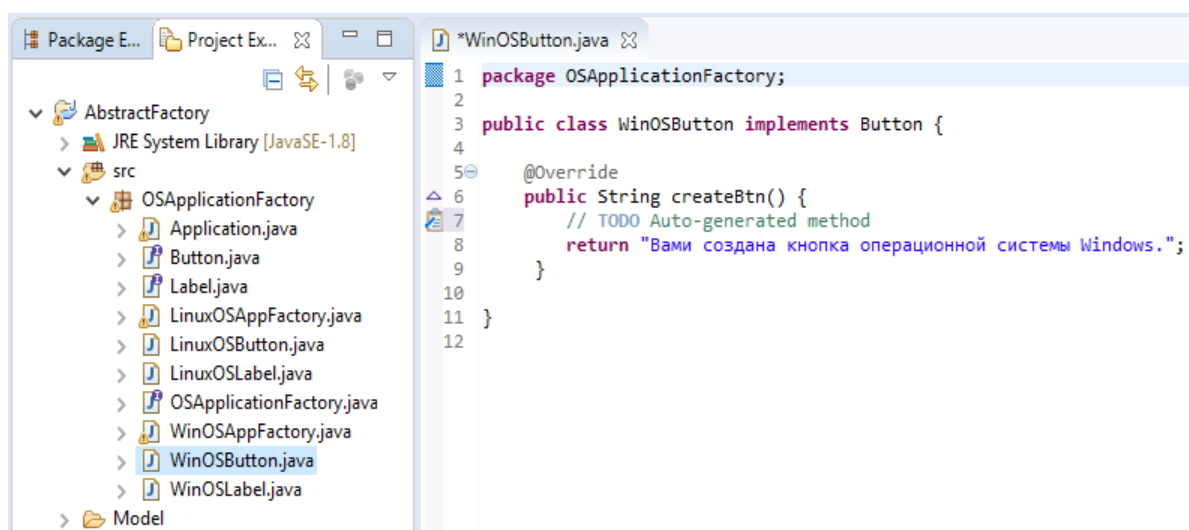 Package E...
Project Ex...
AbstractFactory
JRE System Library [JavaSE-1.8]
src
OSApplicationFactory
Application.java
Button.java
Label.java
LinuxOSAppFactory.java
LinuxOSButton.java
LinuxOSLabel.java
OSApplicationFactory.java
WinOSAppFactory.java
WinOSButton.java
WinOSLabel.java
Model
*WinOSButton.java
1 package OSApplicationFactory;
2
3 public class WinOSButton implements Button {
4
5 @Override
6 public String createBtn() {
7 // TODO Auto-generated method
8 return "Вами создана кнопка операционной системы Windows.";
9 }
10
11 }
12